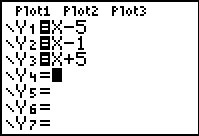 Plot1 Plot2 Plot3
\Y1=X-5
\Y2=X-1
\Y3=X+5
\Y4=
\Y5=
\Y6=
\Y7=